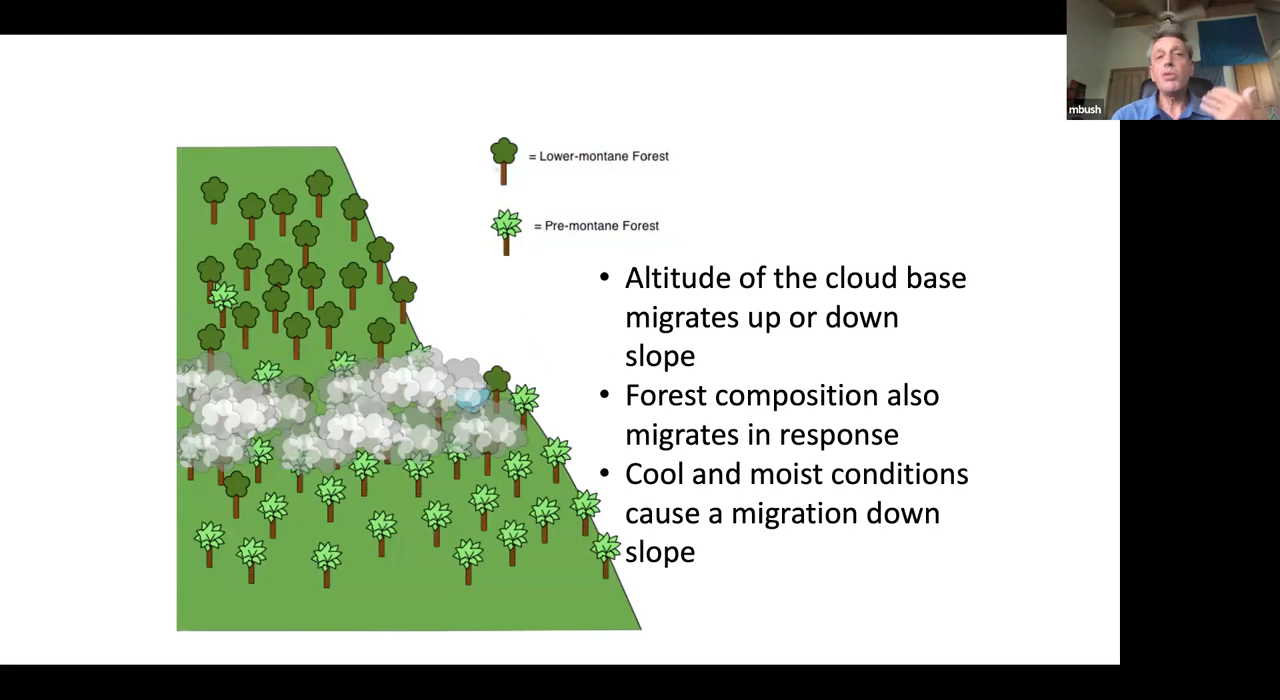 mbush
= Lower-montane Forest
= Pre-montane Forest
• Altitude of the cloud base
migrates up or down
slope
• Forest composition also
migrates in response
• Cool and moist conditions
cause a migration down
slope